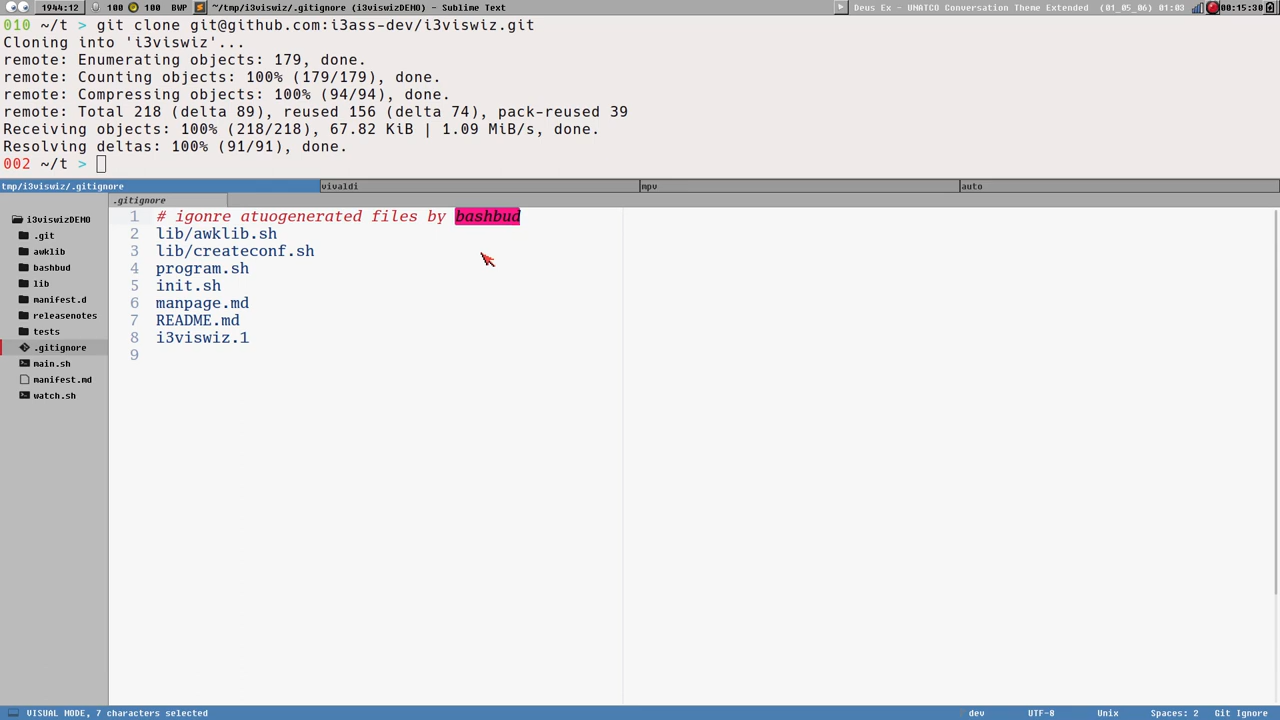 1944:12 100 100 BWP ~/tmp/i3viswiz/.gitignore (i3viswizDEMO) - Sublime Text Deus Ex - UNATCO Conversation Theme Extended (01_05_06) 01:03 00:15:30
010 ~/t > git clone git@github.com:i3ass-dev/i3viswiz.git
Cloning into 'i3viswiz'...
remote: Enumerating objects: 179, done.
remote: Counting objects: 100% (179/179), done.
remote: Compressing objects: 100% (94/94), done.
remote: Total 218 (delta 89), reused 156 (delta 74), pack-reused 39
Receiving objects: 100% (218/218), 67.82 KiB | 1.09 MiB/s, done.
Resolving deltas: 100% (91/91), done.
002 ~/t >
tmp/i3viswiz/.gitignore vivaldi mpv auto
.gitignore
i3viswizDEMO
.git
awklib
bashbud
lib
manifest.d
releasenotes
tests
.gitignore
main.sh
manifest.md
watch.sh
1 # igonre atuogenerated files by bashbud
2 lib/awklib.sh
3 lib/createconf.sh
4 program.sh
5 init.sh
6 manpage.md
7 README.md
8 i3viswiz.1
9
VISUAL MODE, 7 characters selected dev UTF-8 Unix Spaces: 2 Git Ignore